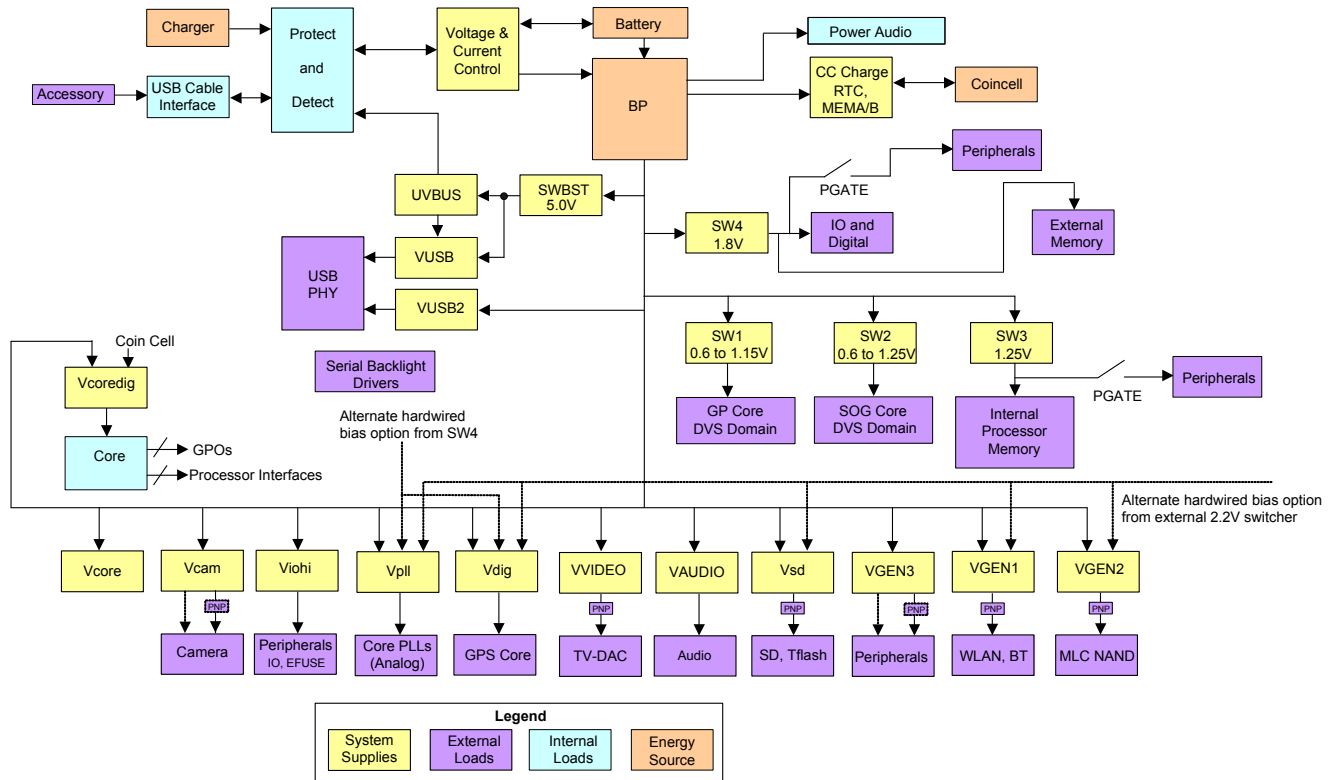 Charger
Protect
and
Detect
Voltage &
Current
Control
Battery
Power Audio
Accessory
USB Cable
Interface
BP
CC Charge
RTC,
MEMA/B
Coincell
Peripherals
PGATE
UVBUS
SWBST
5.0V
SW4
1.8V
IO and
Digital
External
Memory
USB
PHY
VUSB
VUSB2
Coin Cell
Vcoredig
Serial Backlight
Drivers
SW1
0.6 to 1.15V
SW2
0.6 to 1.25V
SW3
1.25V
Peripherals
PGATE
GP Core
DVS Domain
SOG Core
DVS Domain
Internal
Processor
Memory
Alternate hardwired
bias option from SW4
Core
GPOs
Processor Interfaces
Alternate hardwired bias option
from external 2.2V switcher
Vcore
Vcam
Viohi
Vpll
Vdig
VVIDEO
VAUDIO
Vsd
VGEN3
VGEN1
VGEN2
PNP
PNP
PNP
PNP
PNP
PNP
Camera
Peripherals
IO, EFUSE
Core PLLs
(Analog)
GPS Core
TV-DAC
Audio
SD, Tflash
Peripherals
WLAN, BT
MLC NAND
Legend
System
Supplies
External
Loads
Internal
Loads
Energy
Source